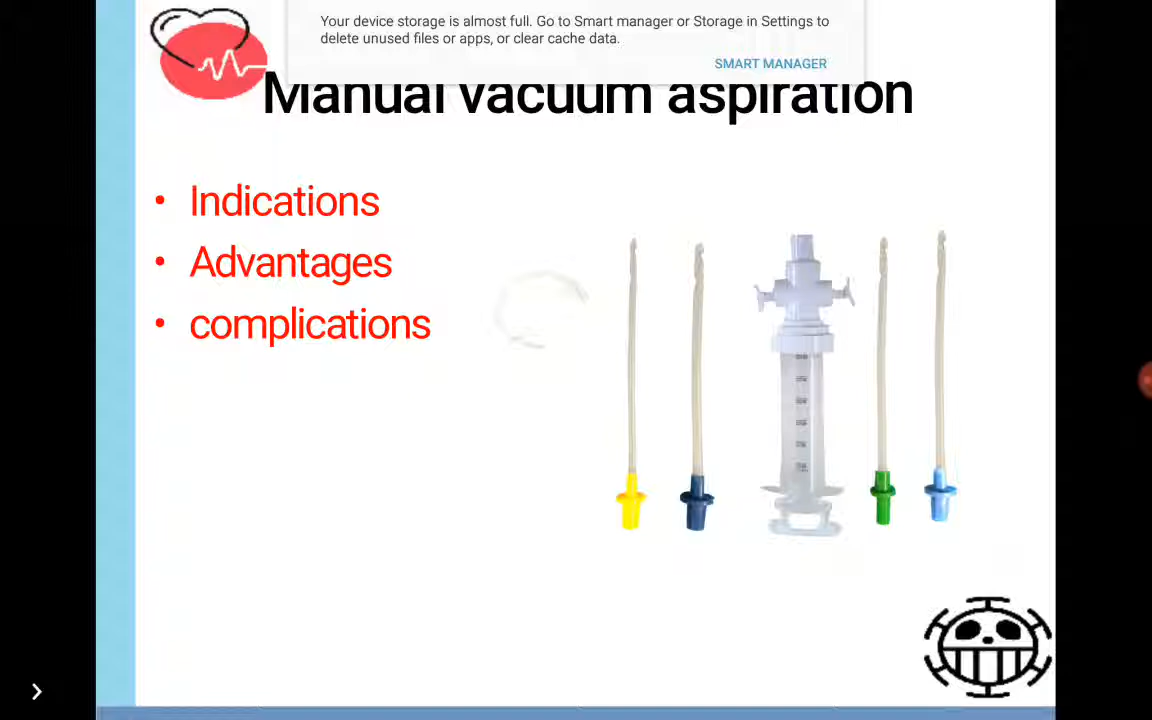 Your device storage is almost full. Go to Smart manager or Storage in Settings to
delete unused files or apps, or clear cache data.
SMART MANAGER
Manual vacuum aspiration
• Indications
• Advantages
• complications